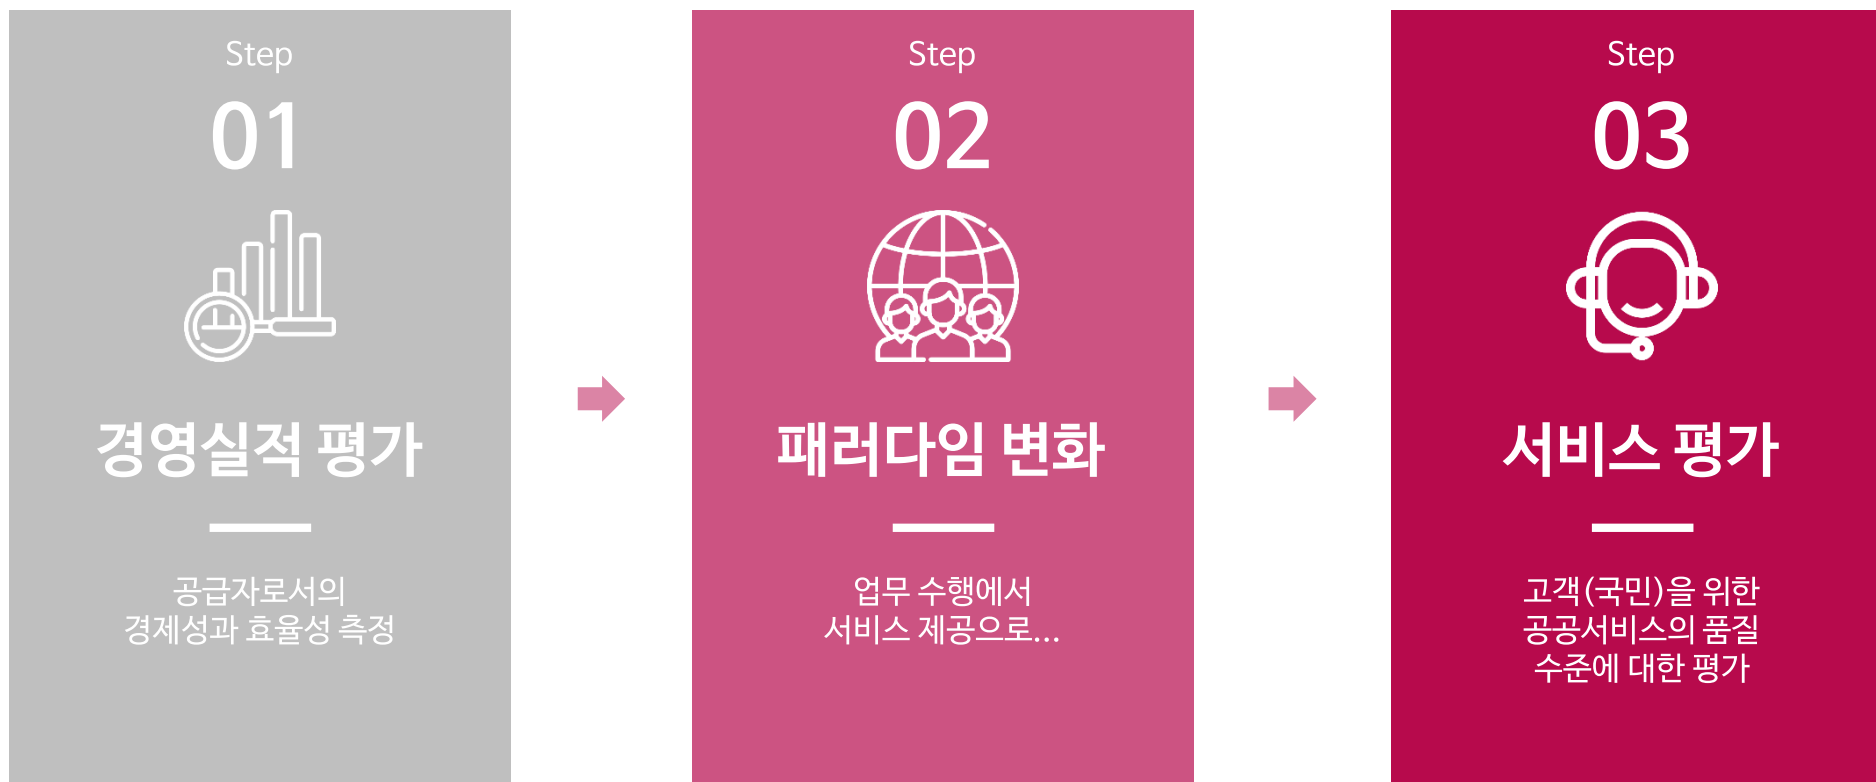 Step
01
경영실적 평가
공급자로서의
경제성과 효율성 측정
Step
02
패러다임 변화
업무 수행에서
서비스 제공으로...
Step
03
서비스 평가
고객(국민)을 위한
공공서비스의 품질
수준에 대한 평가